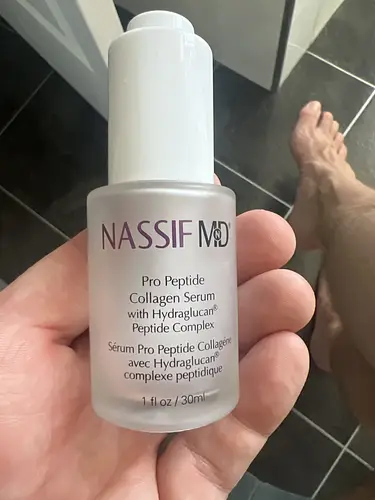 NASSIF MD®
Pro Peptide
Collagen Serum
with Hydraglucan®
Peptide Complex
Sérum Pro Peptide Collagène
avec Hydraglucan®
complexe peptidique
1 fl oz / 30ml